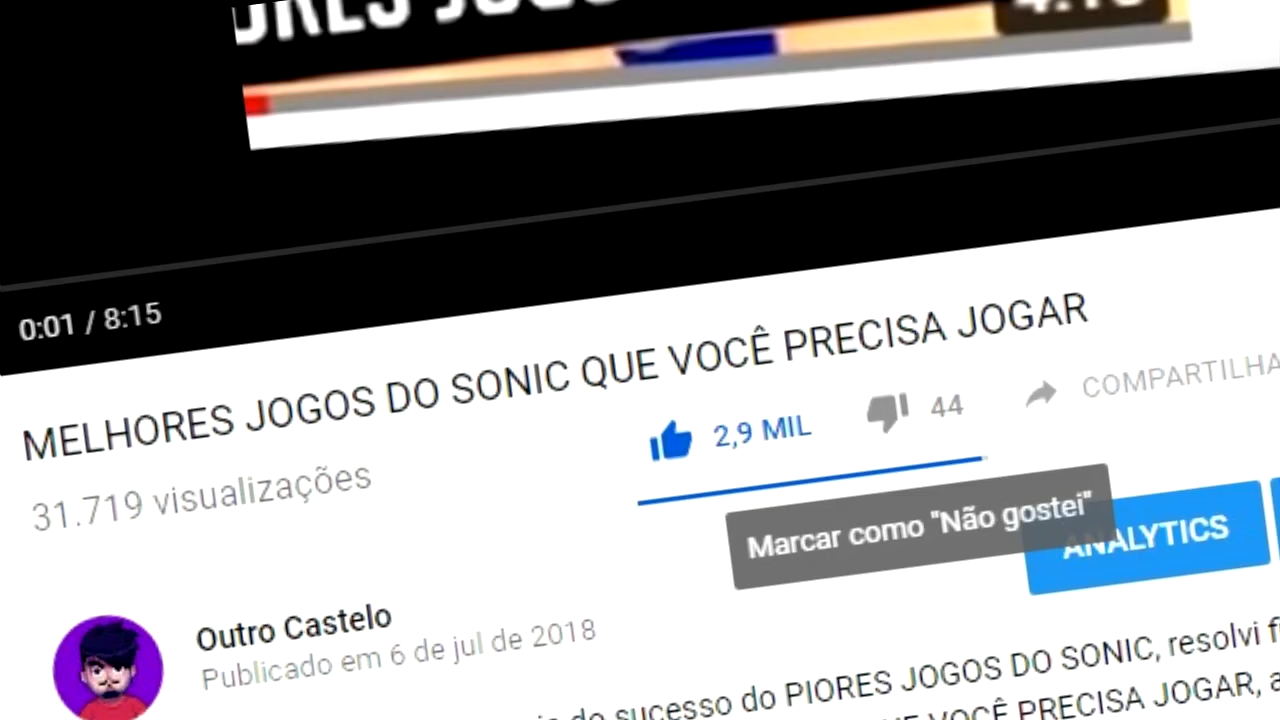 0:01 / 8:15
MELHORES JOGOS DO SONIC QUE VOCÊ PRECISA JOGAR
31.719 visualizações
2,9 MIL
44
COMPARTILHA
Marcar como "Não gostei"
ANALYTICS
Outro Castelo
Publicado em 6 de jul de 2018
do sucesso do PIORES JOGOS DO SONIC, resolvi
VOCÊ PRECISA JOGAR,